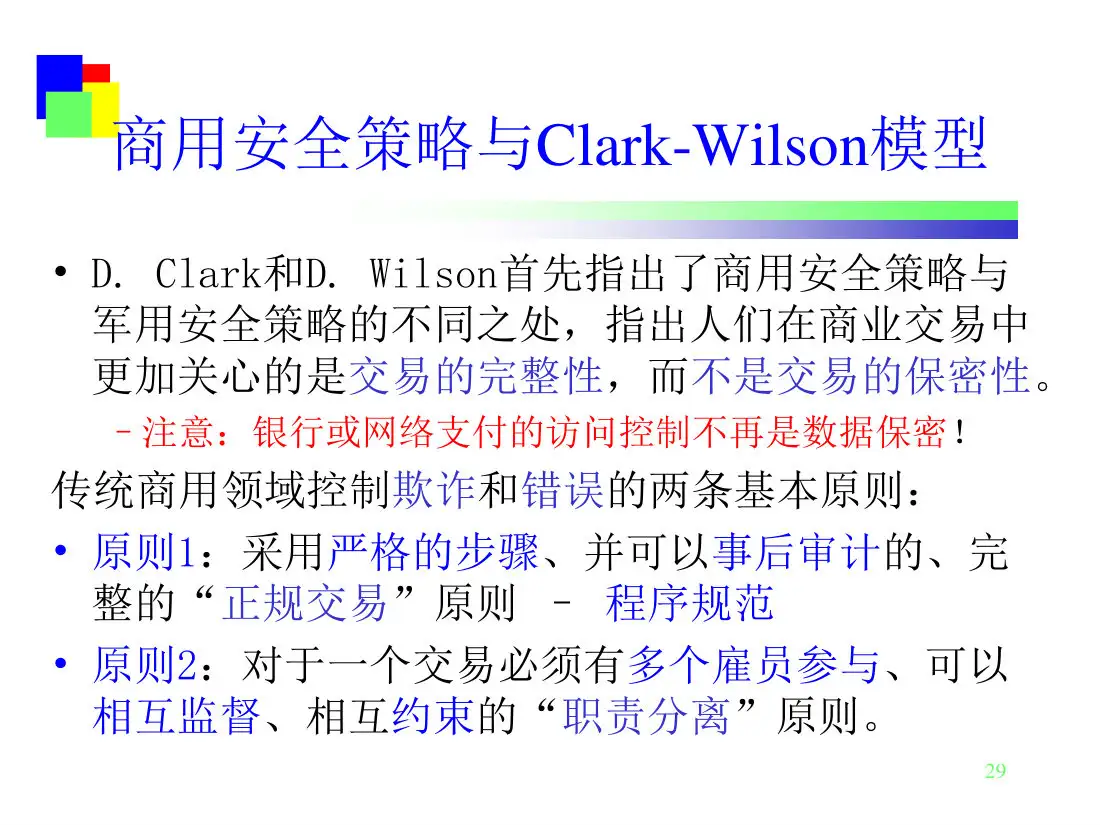 商用安全策略与Clark-Wilson模型
• D. Clark和D. Wilson首先指出了商用安全策略与
军用安全策略的不同之处，指出人们在商业交易中
更加关心的是交易的完整性，而不是交易的保密性。
–注意：银行或网络支付的访问控制不再是数据保密！
传统商用领域控制欺诈和错误的两条基本原则：
• 原则1：采用严格的步骤、并可以事后审计的、完
整的“正规交易”原则 – 程序规范
• 原则2：对于一个交易必须有多个雇员参与、可以
相互监督、相互约束的“职责分离”原则。
29